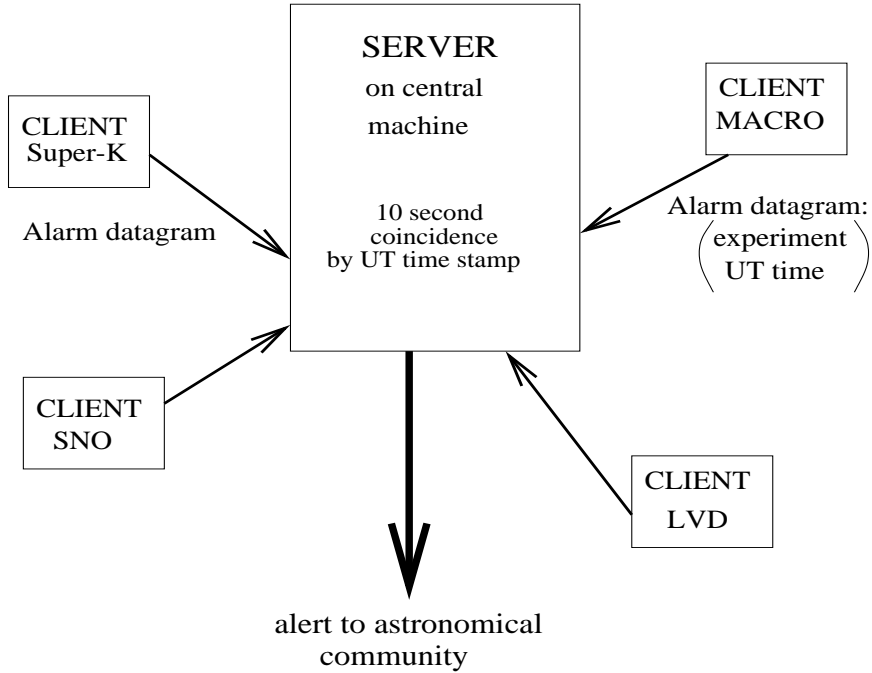 SERVER
on central
machine
10 second
coincidence
by UT time stamp
CLIENT
Super-K
Alarm datagram
CLIENT
MACRO
Alarm datagram:
(experiment
UT time)
CLIENT
SNO
CLIENT
LVD
alert to astronomical
community